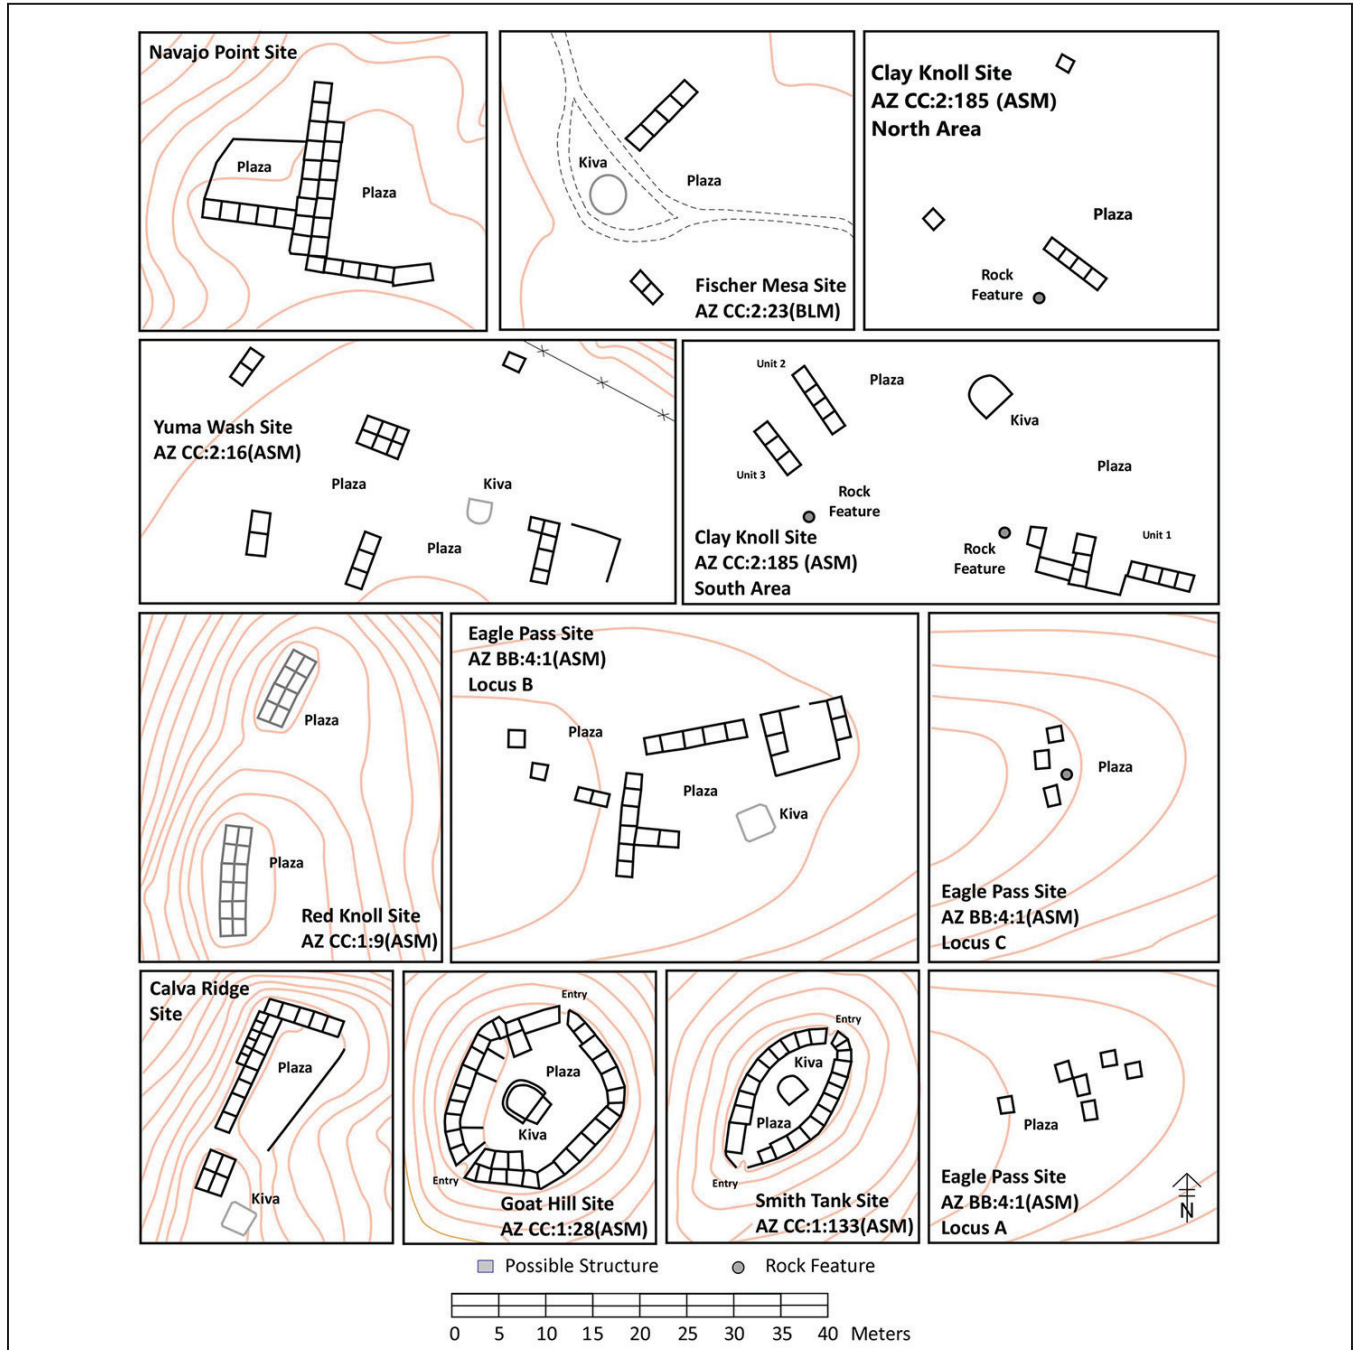 Navajo Point Site
Plaza
Plaza
Kiva
Plaza
Fischer Mesa Site
AZ CC:2:23(BLM)
Clay Knoll Site
AZ CC:2:185 (ASM)
North Area
Plaza
Rock
Feature
Yuma Wash Site
AZ CC:2:16(ASM)
Plaza
Kiva
Plaza
Unit 2
Plaza
Kiva
Unit 3
Plaza
Rock
Feature
Clay Knoll Site
AZ CC:2:185 (ASM)
South Area
Rock
Feature
Unit 1
Plaza
Plaza
Red Knoll Site
AZ CC:1:9(ASM)
Eagle Pass Site
AZ BB:4:1(ASM)
Locus B
Plaza
Plaza
Kiva
Plaza
Eagle Pass Site
AZ BB:4:1(ASM)
Locus C
Calva Ridge
Site
Plaza
Kiva
Entry
Plaza
Kiva
Entry
Goat Hill Site
AZ CC:1:28(ASM)
Entry
Kiva
Plaza
Entry
Smith Tank Site
AZ CC:1:133(ASM)
Plaza
Eagle Pass Site
AZ BB:4:1(ASM)
Locus A
N
Possible Structure
Rock Feature
0 5 10 15 20 25 30 35 40 Meters